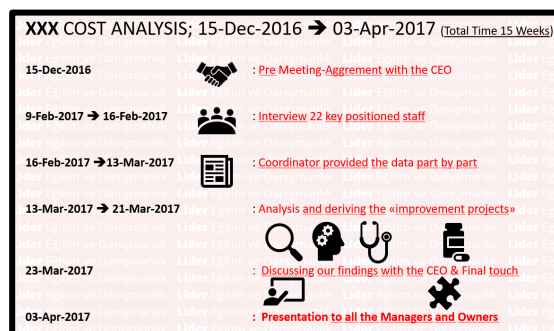 XXX COST ANALYSIS; 15-Dec-2016 ➔ 03-Apr-2017 (Total Time 15 Weeks)
15-Dec-2016 : Pre Meeting-Aggrement with the CEO
9-Feb-2017 ➔ 16-Feb-2017 : Interview 22 key positioned staff
16-Feb-2017 ➔13-Mar-2017 : Coordinator provided the data part by part
13-Mar-2017 ➔ 21-Mar-2017 : Analysis and deriving the «improvement projects»
23-Mar-2017 : Discussing our findings with the CEO & Final touch
03-Apr-2017 : Presentation to all the Managers and Owners